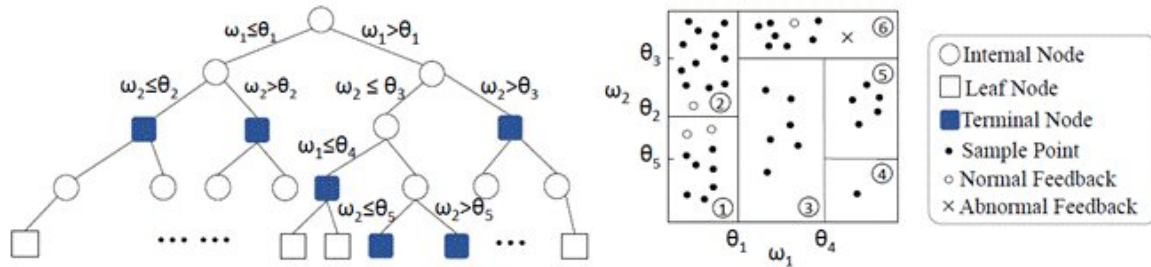 ω₁≤θ₁
ω₁>θ₁
ω₂≤θ₂
ω₂>θ₂
ω₂ ≤ θ₃
ω₂>θ₃
ω₁≤θ₄
ω₂≤θ₅
ω₂>θ₅
... ...
...
ω₂
θ₃
θ₂
θ₅
⑥
⑤
②
④
①
③
θ₁
ω₁
θ₄
Internal Node
Leaf Node
Terminal Node
Sample Point
Normal Feedback
Abnormal Feedback